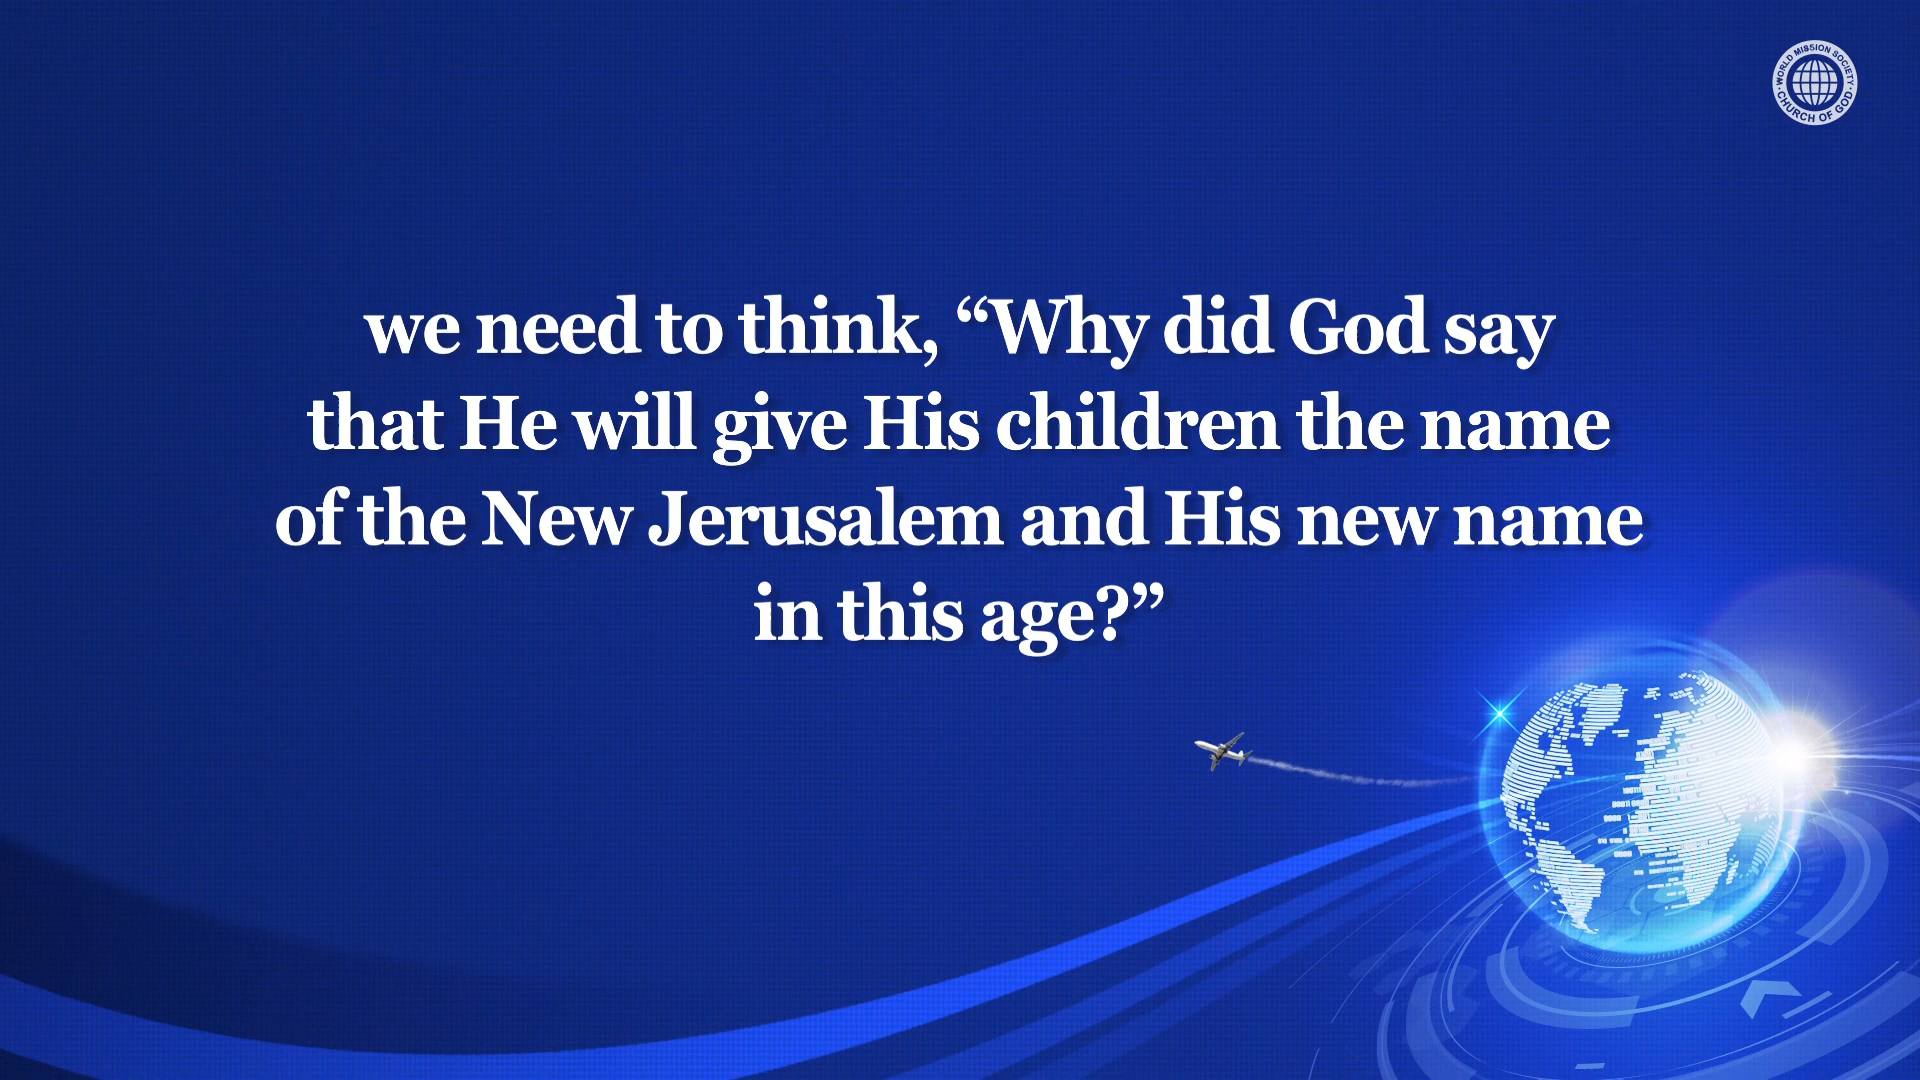 WORLD MISSION SOCIETY
CHURCH OF GOD
we need to think, “Why did God say
that He will give His children the name
of the New Jerusalem and His new name
in this age?”